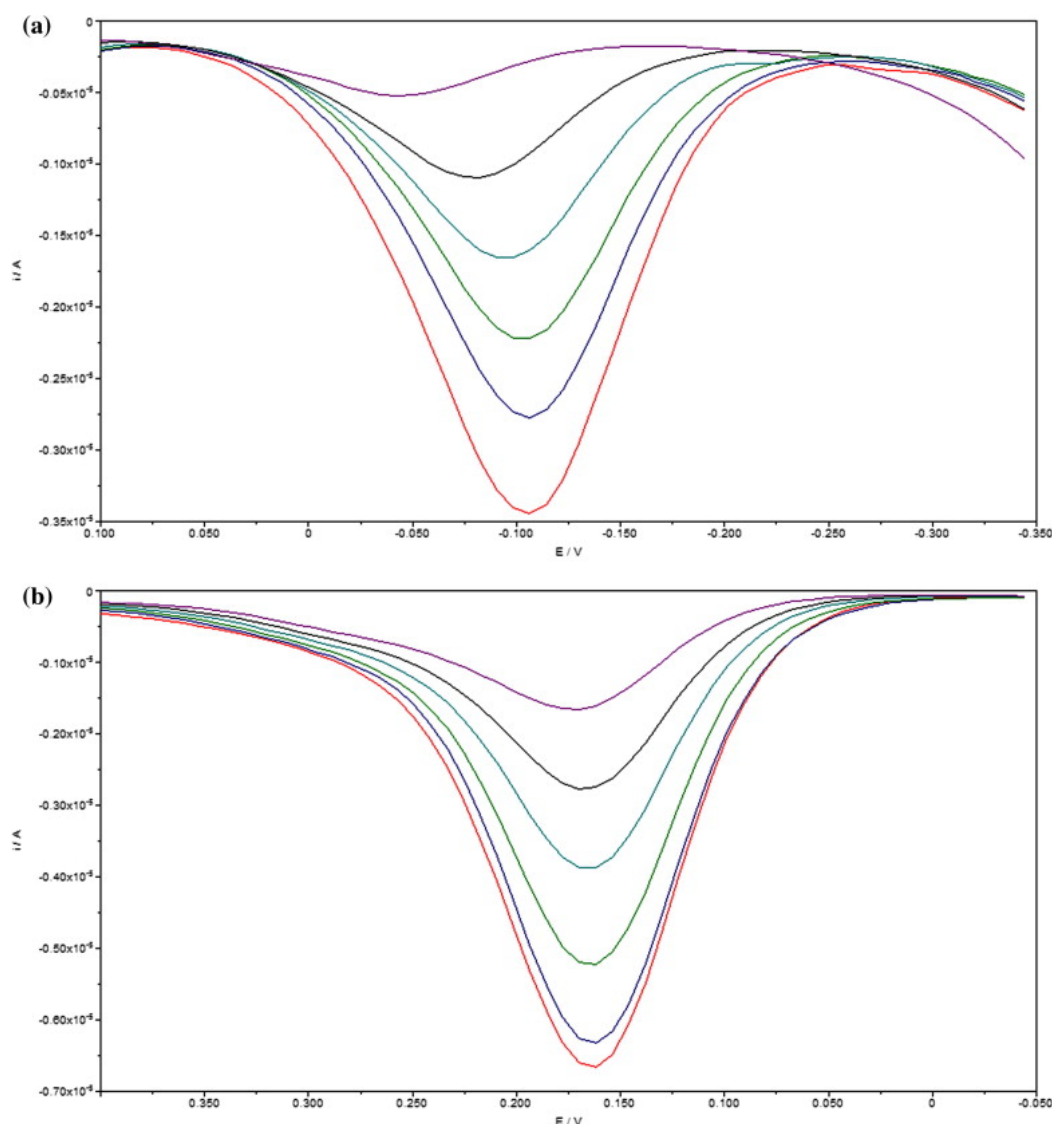 (a)
0
-0.05x10⁻⁵
-0.10x10⁻⁵
-0.15x10⁻⁵
-0.20x10⁻⁵
-0.25x10⁻⁵
-0.30x10⁻⁵
-0.35x10⁻⁵
i / A
0.100 0.050 0 -0.050 -0.100 -0.150 -0.200 -0.250 -0.300 -0.350
E / V
(b)
0
-0.10x10⁻⁵
-0.20x10⁻⁵
-0.30x10⁻⁵
-0.40x10⁻⁵
-0.50x10⁻⁵
-0.60x10⁻⁵
-0.70x10⁻⁵
i / A
0.350 0.300 0.250 0.200 0.150 0.100 0.050 0 -0.050
E / V